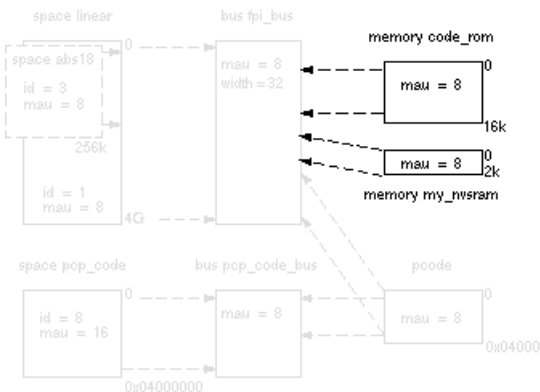 space linear
bus fpi_bus
memory code_rom
space abs18
id = 3
mau = 8
256k
id = 1
mau = 8
0
4G
mau = 8
width = 32
mau = 8
0
16k
mau = 8
0
2k
memory my_nvsram
space pcp_code
bus pcp_code_bus
pcode
id = 8
mau = 16
0
0x04000000
mau = 8
mau = 8
0
0x04000